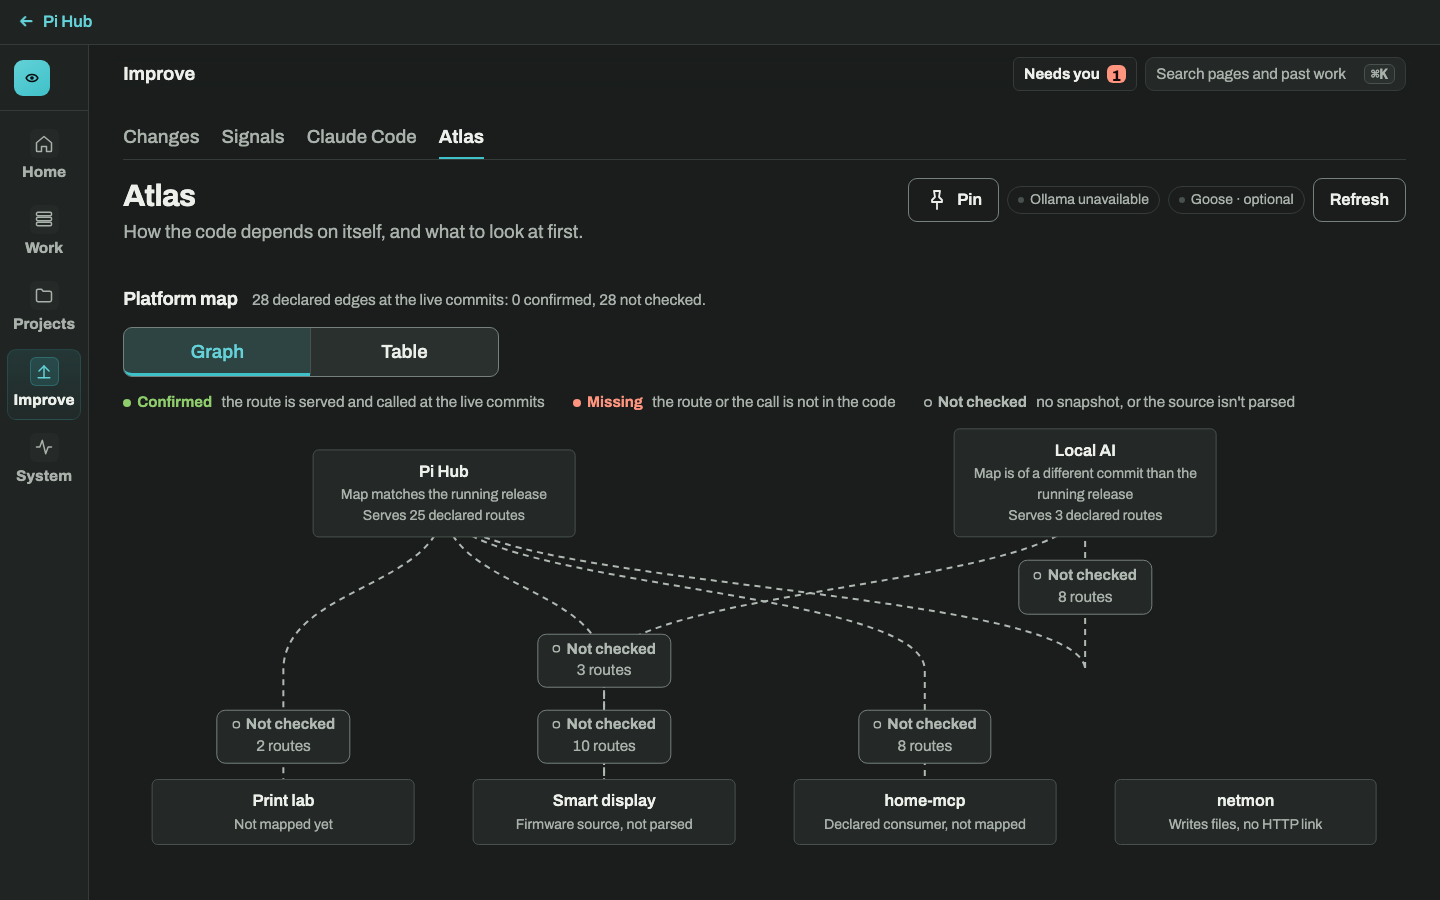 Pi Hub
Improve
Needs you 1
Search pages and past work ⌘K
Home
Work
Projects
Improve
System
Changes
Signals
Claude Code
Atlas
Atlas
How the code depends on itself, and what to look at first.
Pin
Ollama unavailable
Goose · optional
Refresh
Platform map
28 declared edges at the live commits: 0 confirmed, 28 not checked.
Graph
Table
Confirmed the route is served and called at the live commits
Missing the route or the call is not in the code
Not checked no snapshot, or the source isn't parsed
Pi Hub
Map matches the running release
Serves 25 declared routes
Local AI
Map is of a different commit than the
running release
Serves 3 declared routes
Not checked
8 routes
Not checked
3 routes
Not checked
2 routes
Not checked
10 routes
Not checked
8 routes
Print lab
Not mapped yet
Smart display
Firmware source, not parsed
home-mcp
Declared consumer, not mapped
netmon
Writes files, no HTTP link